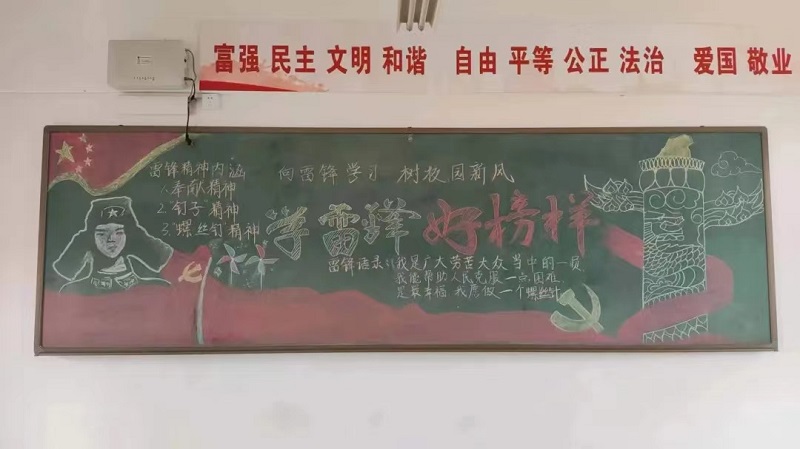 富强 民主 文明 和谐 自由 平等 公正 法治 爱国 敬业
雷锋精神内涵
1.奉献精神
2.钉子精神
3.螺丝钉精神
向雷锋学习 树校园新风
学雷锋 好榜样
雷锋语录:我是广大劳苦大众当中的一员
我能帮助人民克服一点困难
是最幸福 我愿做一个螺丝针